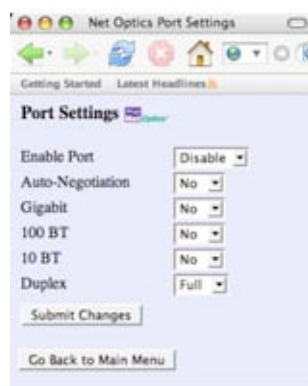 Net Optics Port Settings
Getting Started Latest Headlines
Port Settings
Enable Port Disable
Auto-Negotiation No
Gigabit No
100 BT No
10 BT No
Duplex Full
Submit Changes
Go Back to Main Menu